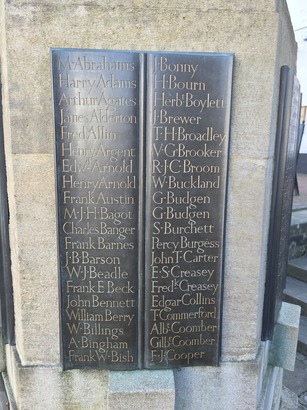 M·Abrahams
Harry Adams
Arthur Agates
James Alderton
Fred Allin
Henry Argent
Edwd Arnold
Henry Arnold
Frank Austin
M·J·H·Bagot
Charles Banger
Frank Barnes
J·B·Barson
W·J·Beadle
Frank E Beck
John Bennett
William Berry
W·Billings
A·Bingham
Frank W·Bish
J·Bonny
H·Bourn
Herbt Boylett
J·Brewer
T·H·Broadley
V·G·Brooker
R·J·C·Broom
W·Buckland
G·Budgen
G·Budgen
S·Burchett
Percy Burgess
John T·Carter
E·S·Creasey
Fredk Creasey
Edgar Collins
T·Commerford
Albt Coomber
Gilbt Coomber
F·J·Cooper